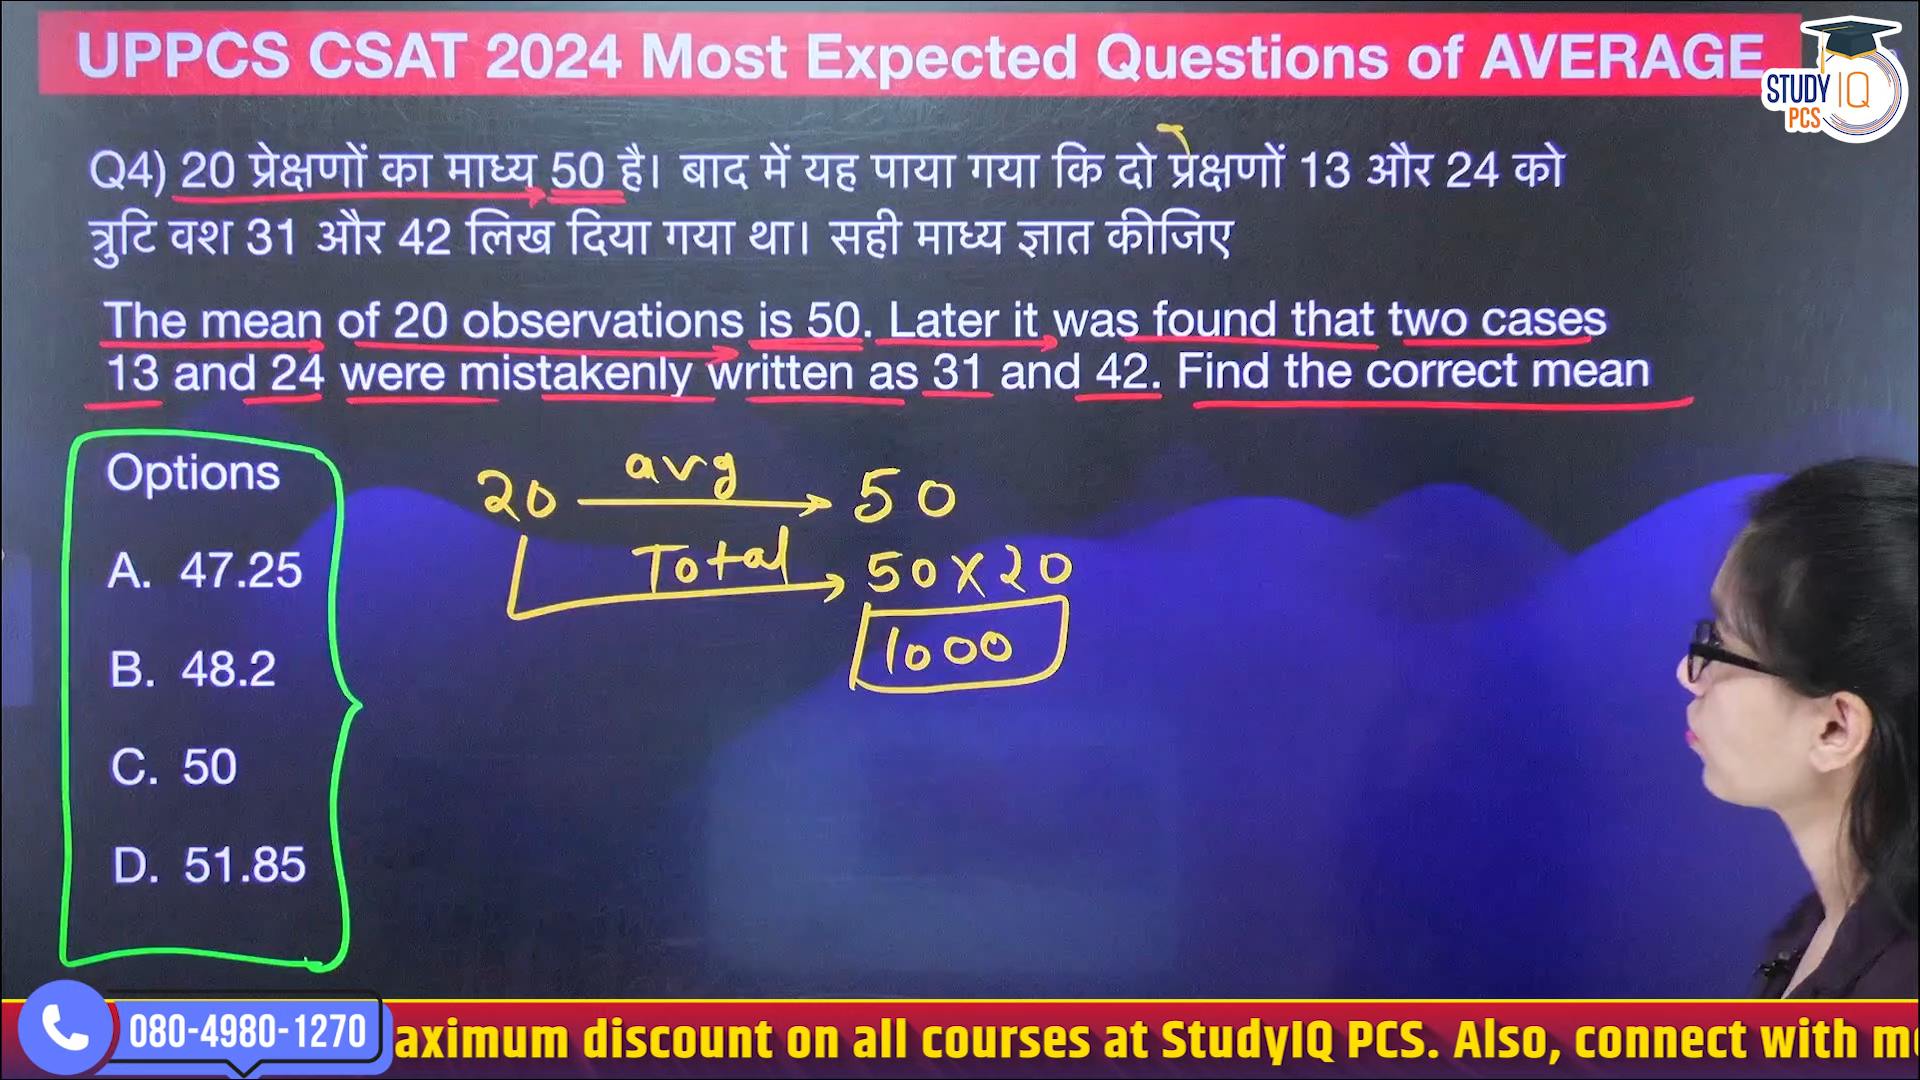 UPPCS CSAT 2024 Most Expected Questions of AVERAGE
STUDY IQ
PCS
Q4) 20 प्रेक्षणों का माध्य 50 है। बाद में यह पाया गया कि दो प्रेक्षणों 13 और 24 को
त्रुटि वश 31 और 42 लिख दिया गया था। सही माध्य ज्ञात कीजिए
The mean of 20 observations is 50. Later it was found that two cases
13 and 24 were mistakenly written as 31 and 42. Find the correct mean
Options
A. 47.25
B. 48.2
C. 50
D. 51.85
20 avg 50
Total 50 x 20
1000
080-4980-1270
aximum discount on all courses at StudyIQ PCS. Also, connect with m